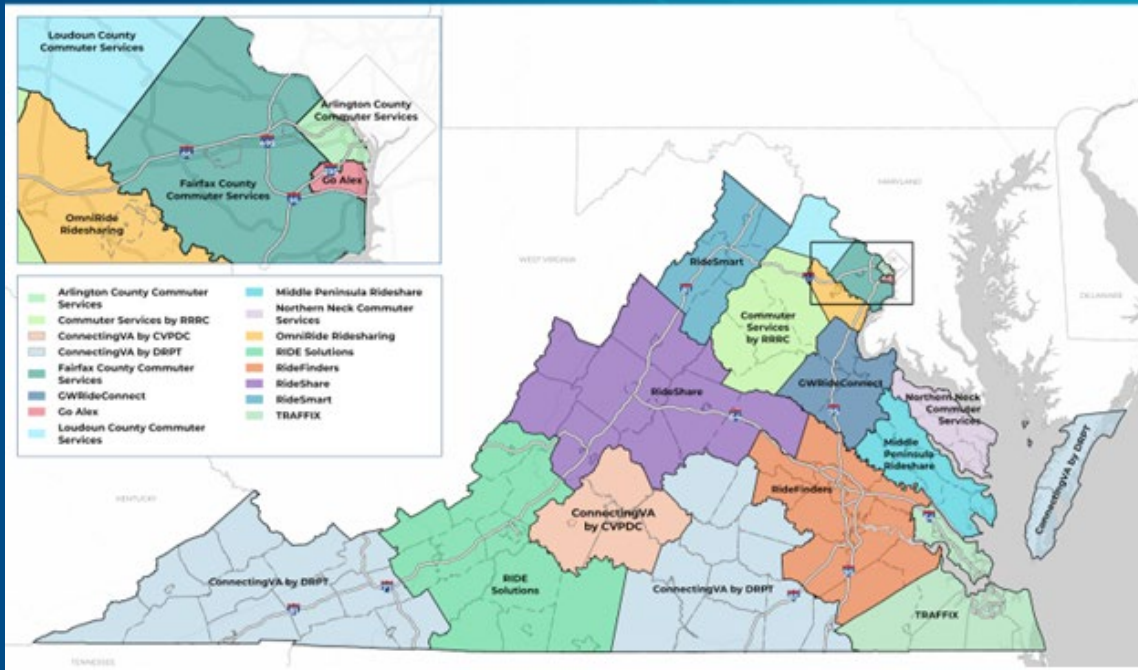 Loudoun County
Commuter Services
Arlington County
Commuter Services
Fairfax County
Commuter Services
Go Alex
OmniRide
Ridesharing
Arlington County Commuter
Services
Commuter Services by RRRC
ConnectingVA by CVPDC
ConnectingVA by DRPT
Fairfax County Commuter
Services
GWRideConnect
Go Alex
Loudoun County Commuter
Services
Middle Peninsula Rideshare
Northern Neck Commuter
Services
OmniRide Ridesharing
RIDE Solutions
RideFinders
RideShare
RideSmart
TRAFFIX
MARYLAND
WEST VIRGINIA
RideSmart
DELAWARE
Commuter
Services
by RRRC
RideShare
GWRideConnect
Northern Neck
Commuter
Services
Middle
Peninsula
Rideshare
ConnectingVA by DRPT
KENTUCKY
RideFinders
ConnectingVA
by CVPDC
ConnectingVA by DRPT
RIDE
Solutions
ConnectingVA by DRPT
TRAFFIX
TENNESSEE